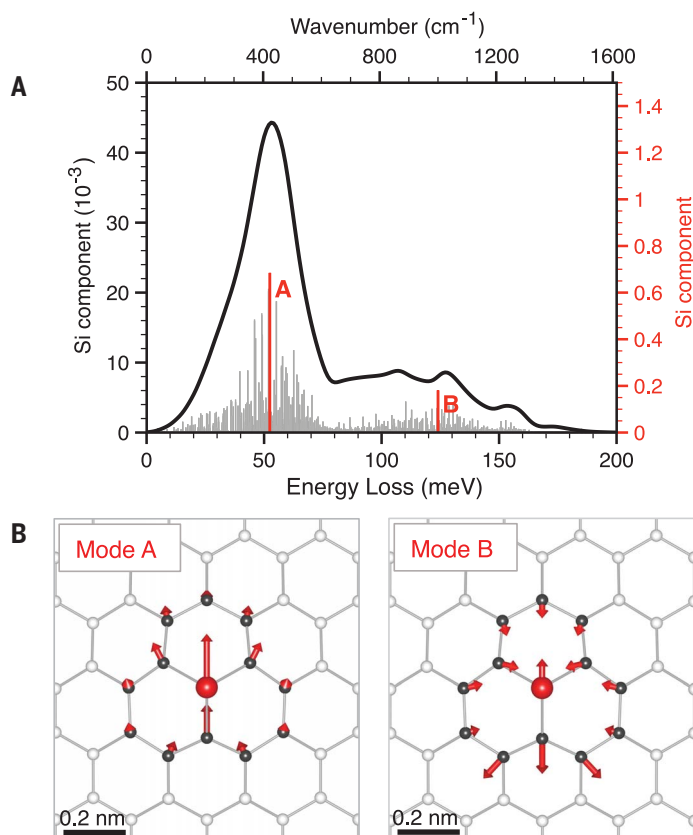 Wavenumber (cm⁻¹)
0 400 800 1200 1600
A
50
40
30
20
10
0
Si component (10⁻³)
1.4
1.2
1
0.8
0.6
0.4
0.2
0
Si component
A
B
0 50 100 150 200
Energy Loss (meV)
B
Mode A
Mode B
0.2 nm
0.2 nm